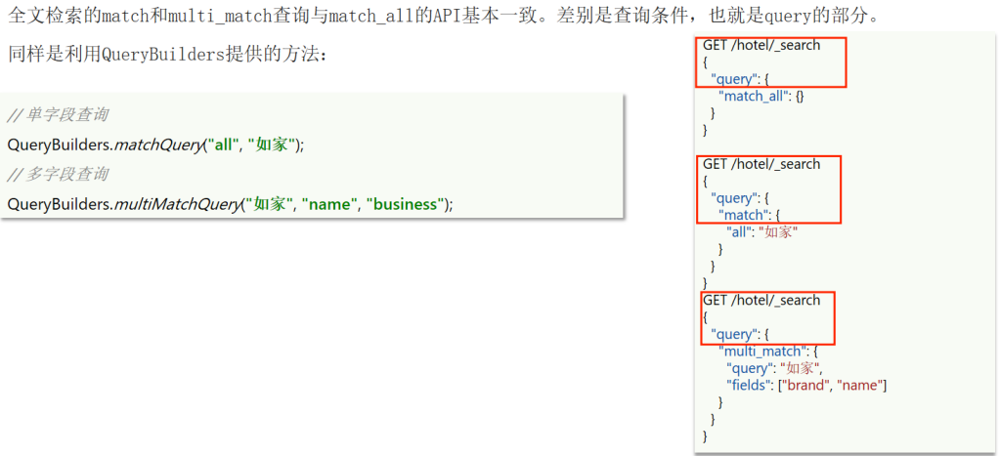 全文检索的match和multi_match查询与match_all的API基本一致。差别是查询条件，也就是query的部分。
同样是利用QueryBuilders提供的方法：
// 单字段查询
QueryBuilders.matchQuery("all", "如家");
// 多字段查询
QueryBuilders.multiMatchQuery("如家", "name", "business");
GET /hotel/_search
{
  "query": {
    "match_all": {}
  }
}
GET /hotel/_search
{
  "query": {
    "match": {
      "all": "如家"
    }
  }
}
GET /hotel/_search
{
  "query": {
    "multi_match": {
      "query": "如家",
      "fields": ["brand", "name"]
    }
  }
}